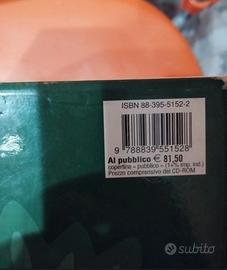 ISBN 88-395-5152-2
9 788839 551528
Al pubblico € 81,50
copertina = pubblico ÷ (1+% imp. ind.)
Prezzo comprensivo del CD-ROM
subito